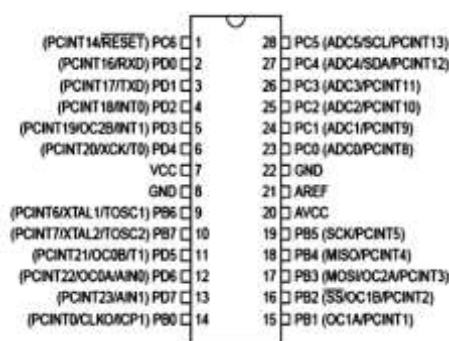 (PCINT14/RESET) PC6 1 28 PC5 (ADC5/SCL/PCINT13)
(PCINT16/RXD) PD0 2 27 PC4 (ADC4/SDA/PCINT12)
(PCINT17/TXD) PD1 3 26 PC3 (ADC3/PCINT11)
(PCINT18/INT0) PD2 4 25 PC2 (ADC2/PCINT10)
(PCINT19/OC2B/INT1) PD3 5 24 PC1 (ADC1/PCINT9)
(PCINT20/XCK/T0) PD4 6 23 PC0 (ADC0/PCINT8)
VCC 7 22 GND
GND 8 21 AREF
(PCINT6/XTAL1/TOSC1) PB6 9 20 AVCC
(PCINT7/XTAL2/TOSC2) PB7 10 19 PB5 (SCK/PCINT5)
(PCINT21/OC0B/T1) PD5 11 18 PB4 (MISO/PCINT4)
(PCINT22/OC0A/AIN0) PD6 12 17 PB3 (MOSI/OC2A/PCINT3)
(PCINT23/AIN1) PD7 13 16 PB2 (SS/OC1B/PCINT2)
(PCINT0/CLKO/ICP1) PB0 14 15 PB1 (OC1A/PCINT1)